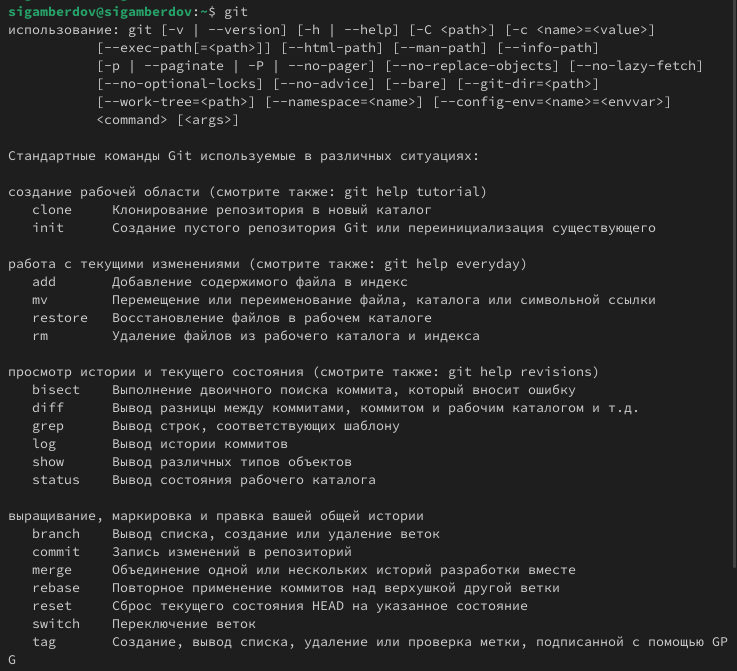 sigamberdov@sigamberdov:~$ git
использование: git [-v | --version] [-h | --help] [-C <path>] [-c <name>=<value>]
           [--exec-path[=<path>]] [--html-path] [--man-path] [--info-path]
           [-p | --paginate | -P | --no-pager] [--no-replace-objects] [--no-lazy-fetch]
           [--no-optional-locks] [--no-advice] [--bare] [--git-dir=<path>]
           [--work-tree=<path>] [--namespace=<name>] [--config-env=<name>=<envvar>]
           <command> [<args>]

Стандартные команды Git используемые в различных ситуациях:

создание рабочей области (смотрите также: git help tutorial)
   clone     Клонирование репозитория в новый каталог
   init      Создание пустого репозитория Git или переинициализация существующего

работа с текущими изменениями (смотрите также: git help everyday)
   add       Добавление содержимого файла в индекс
   mv        Перемещение или переименование файла, каталога или символьной ссылки
   restore   Восстановление файлов в рабочем каталоге
   rm        Удаление файлов из рабочего каталога и индекса

просмотр истории и текущего состояния (смотрите также: git help revisions)
   bisect    Выполнение двоичного поиска коммита, который вносит ошибку
   diff      Вывод разницы между коммитами, коммитом и рабочим каталогом и т.д.
   grep      Вывод строк, соответствующих шаблону
   log       Вывод истории коммитов
   show      Вывод различных типов объектов
   status    Вывод состояния рабочего каталога

выращивание, маркировка и правка вашей общей истории
   branch    Вывод списка, создание или удаление веток
   commit    Запись изменений в репозиторий
   merge     Объединение одной или нескольких историй разработки вместе
   rebase    Повторное применение коммитов над верхушкой другой ветки
   reset     Сброс текущего состояния HEAD на указанное состояние
   switch    Переключение веток
   tag       Создание, вывод списка, удаление или проверка метки, подписанной с помощью GP
G